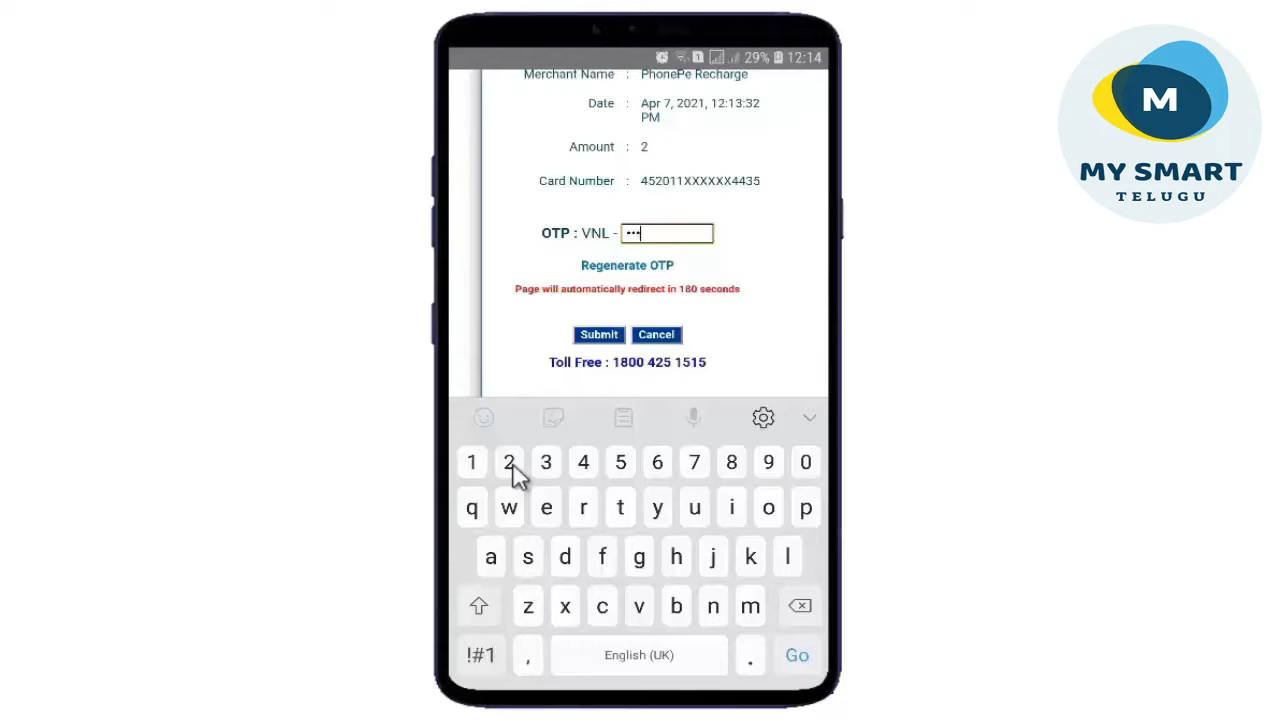 29% 12:14
Merchant Name : PhonePe Recharge
Date : Apr 7, 2021, 12:13:32
PM
Amount : 2
Card Number : 452011XXXXXX4435
OTP : VNL - •••
Regenerate OTP
Page will automatically redirect in 180 seconds
Submit Cancel
Toll Free : 1800 425 1515
1 2 3 4 5 6 7 8 9 0
q w e r t y u i o p
a s d f g h j k l
z x c v b n m
!#1 , English (UK) . Go
M
MY SMART
TELUGU